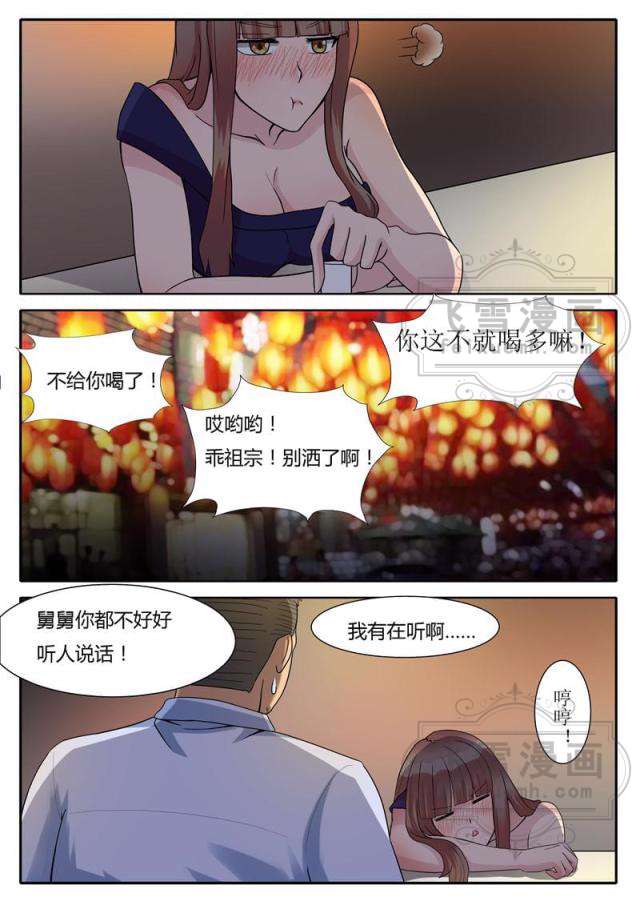 飞雪漫画
你这不就喝多嘛！
不给你喝了！
哎哟哟！
乖祖宗！别洒了啊！
舅舅你都不好好
听人说话！
我有在听啊……
哼哼！
飞雪漫画